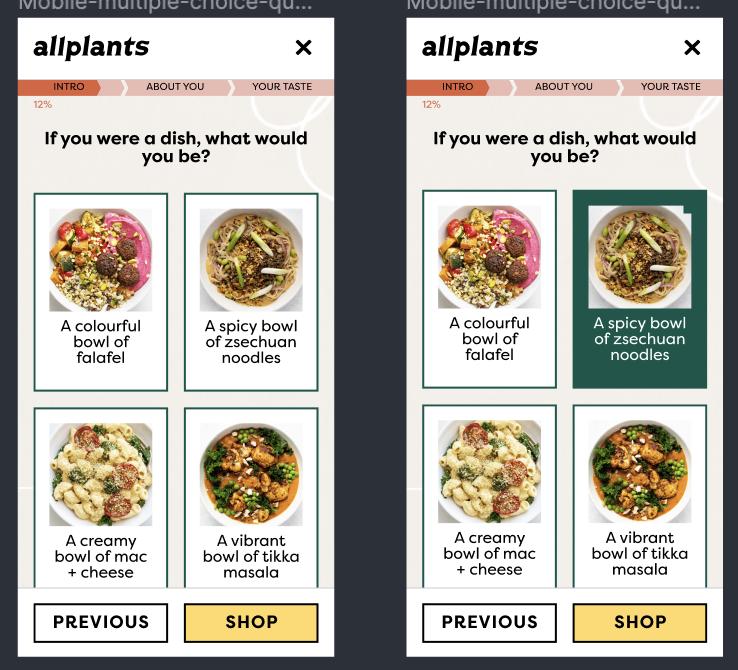 Mobile-multiple-choice-qu...
allplants
INTRO
ABOUT YOU
YOUR TASTE
12%
If you were a dish, what would
you be?
A colourful
bowl of
falafel
A spicy bowl
of zsechuan
noodles
A creamy
bowl of mac
+ cheese
A vibrant
bowl of tikka
masala
PREVIOUS
SHOP
Mobile-multiple-choice-qu...
allplants
INTRO
ABOUT YOU
YOUR TASTE
12%
If you were a dish, what would
you be?
A colourful
bowl of
falafel
A spicy bowl
of zsechuan
noodles
A creamy
bowl of mac
+ cheese
A vibrant
bowl of tikka
masala
PREVIOUS
SHOP